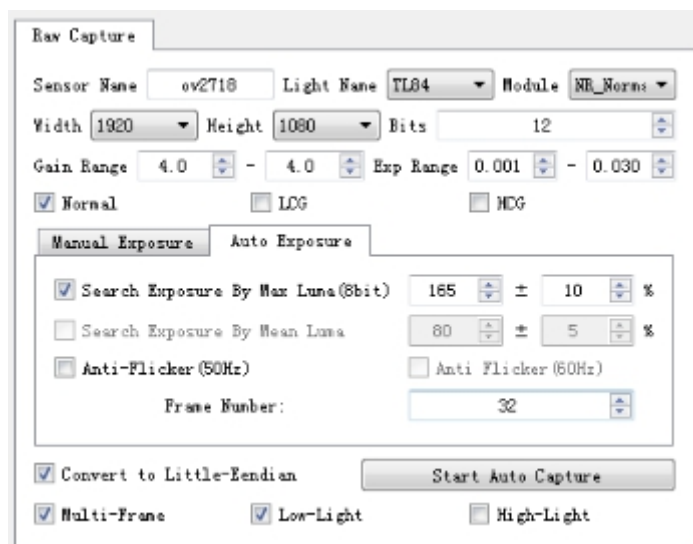 Raw Capture
Sensor Name ov2718 Light Name TL84 Module NR_Norma
Width 1920 Height 1080 Bits 12
Gain Range 4.0 - 4.0 Exp Range 0.001 - 0.030
Normal LCG HCG
Manual Exposure Auto Exposure
Search Exposure By Max Luma(8bit) 165 ± 10 %
Search Exposure By Mean Luma 80 ± 5 %
Anti-Flicker(50Hz) Anti Flicker(60Hz)
Frame Number: 32
Convert to Little-Eendian Start Auto Capture
Multi-Frame Low-Light High-Light